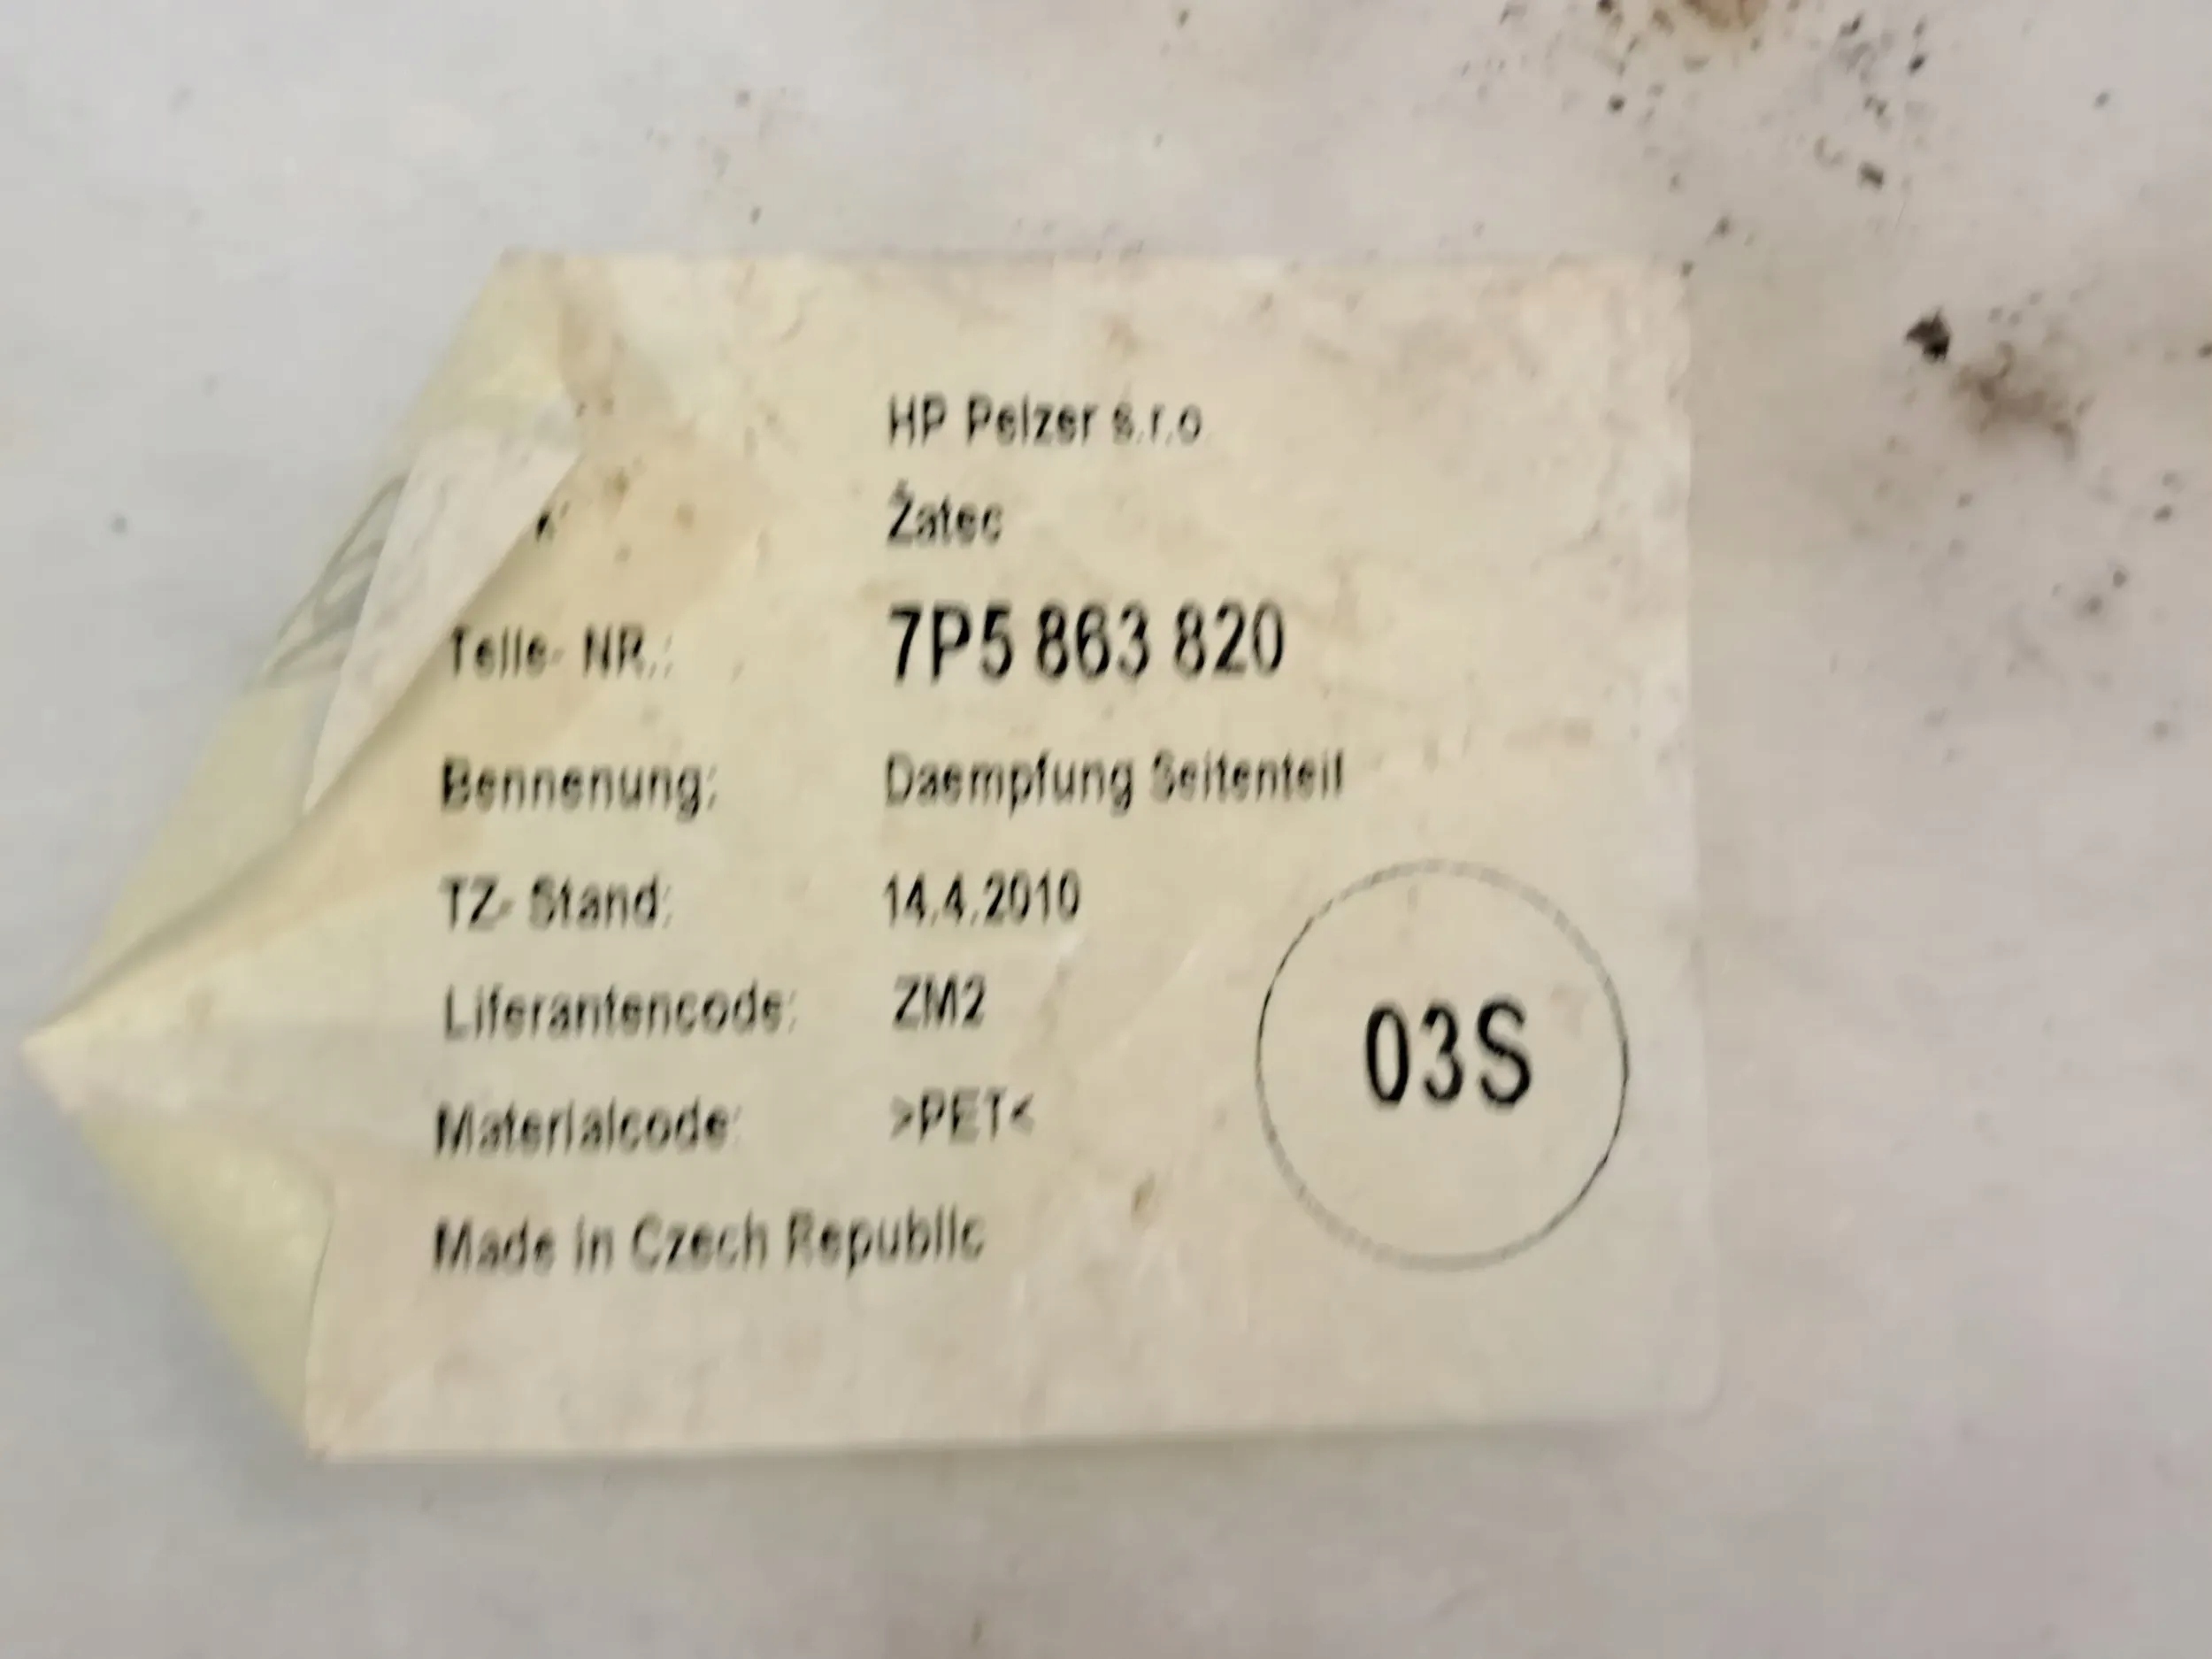 HP Pelzer s.r.o
Žatec
Teile- NR.: 7P5 863 820
Bennenung: Daempfung Seitenteil
TZ- Stand: 14.4.2010
Liferantencode: ZM2
03S
Materialcode: >PET<
Made in Czech Republic